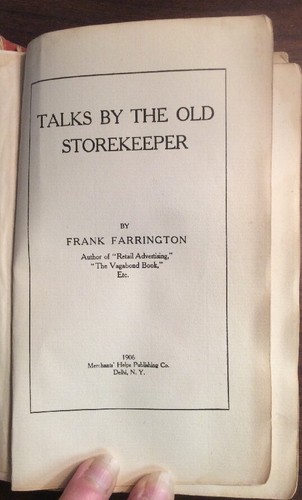 TALKS BY THE OLD
STOREKEEPER
BY
FRANK FARRINGTON
Author of "Retail Advertising,"
"The Vagabond Book,"
Etc.
1906
Merchants' Helps Publishing Co.
Delhi, N. Y.